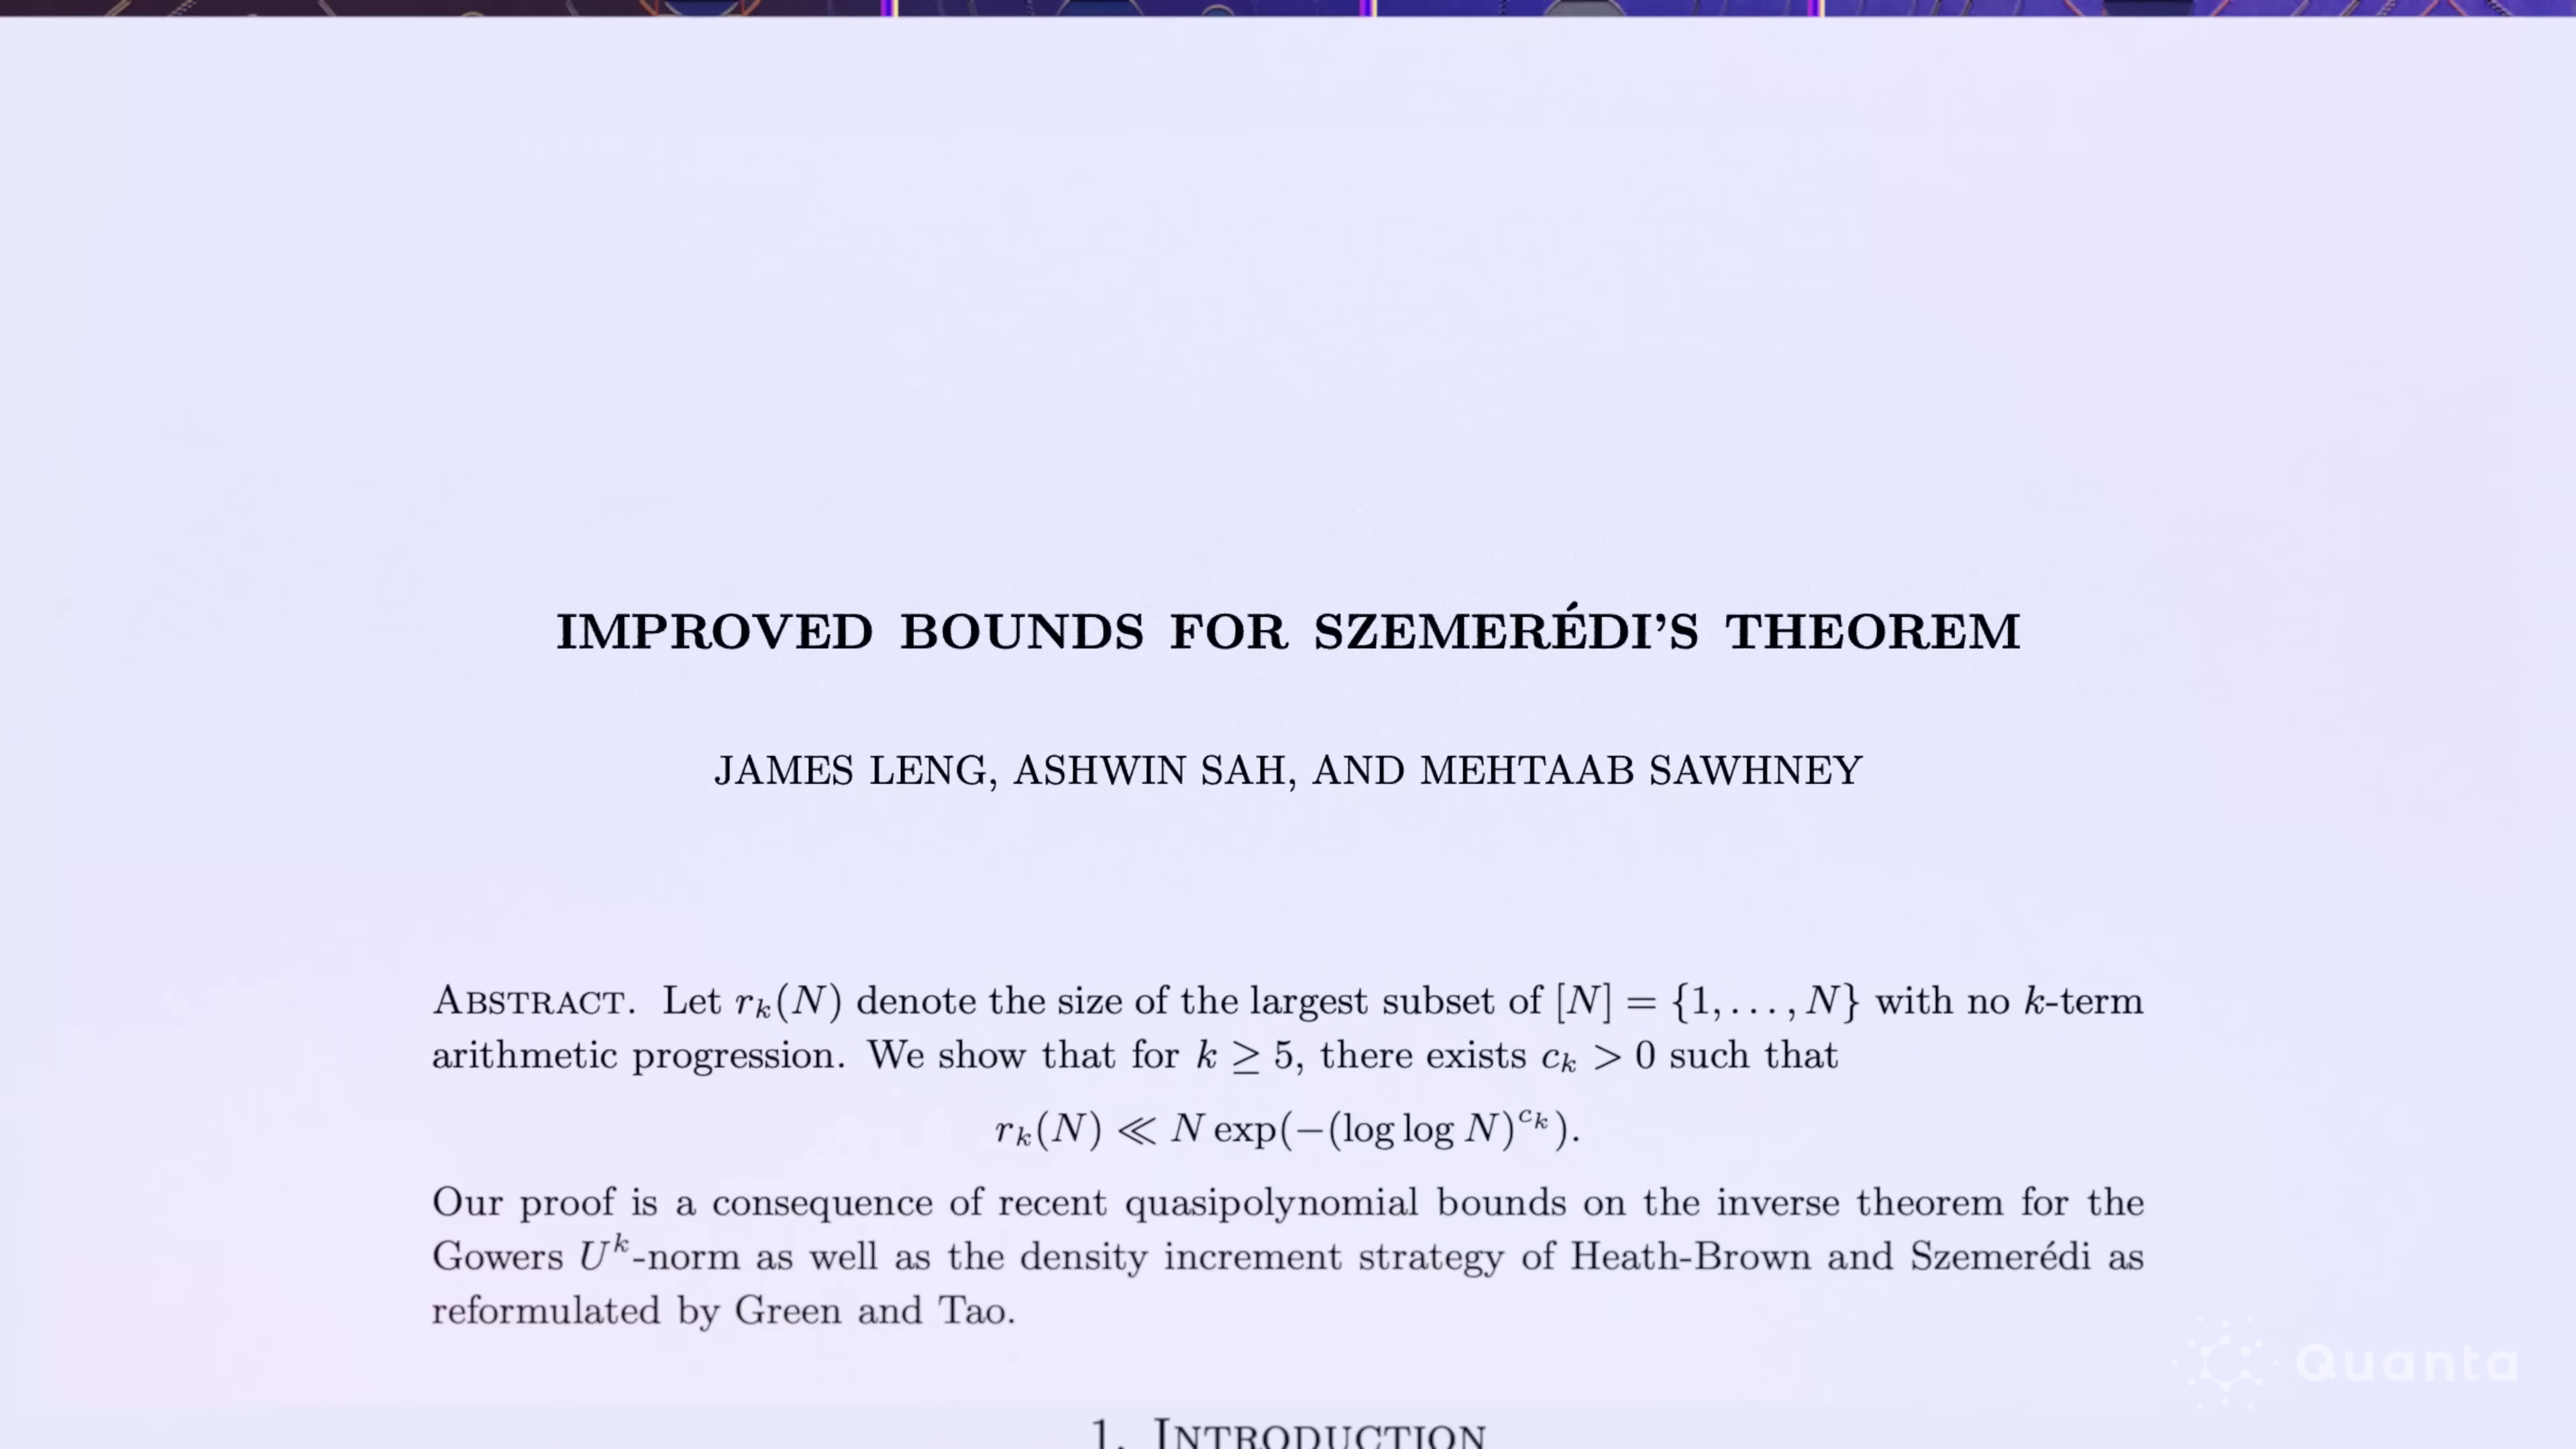 IMPROVED BOUNDS FOR SZEMERÉDI'S THEOREM
JAMES LENG, ASHWIN SAH, AND MEHTAAB SAWHNEY
ABSTRACT. Let r_k(N) denote the size of the largest subset of [N] = {1, . . . , N} with no k-term
arithmetic progression. We show that for k ≥ 5, there exists c_k > 0 such that
r_k(N) ≪ N exp(−(log log N)^{c_k}).
Our proof is a consequence of recent quasipolynomial bounds on the inverse theorem for the
Gowers U^k-norm as well as the density increment strategy of Heath-Brown and Szemerédi as
reformulated by Green and Tao.
Quanta
1. INTRODUCTION